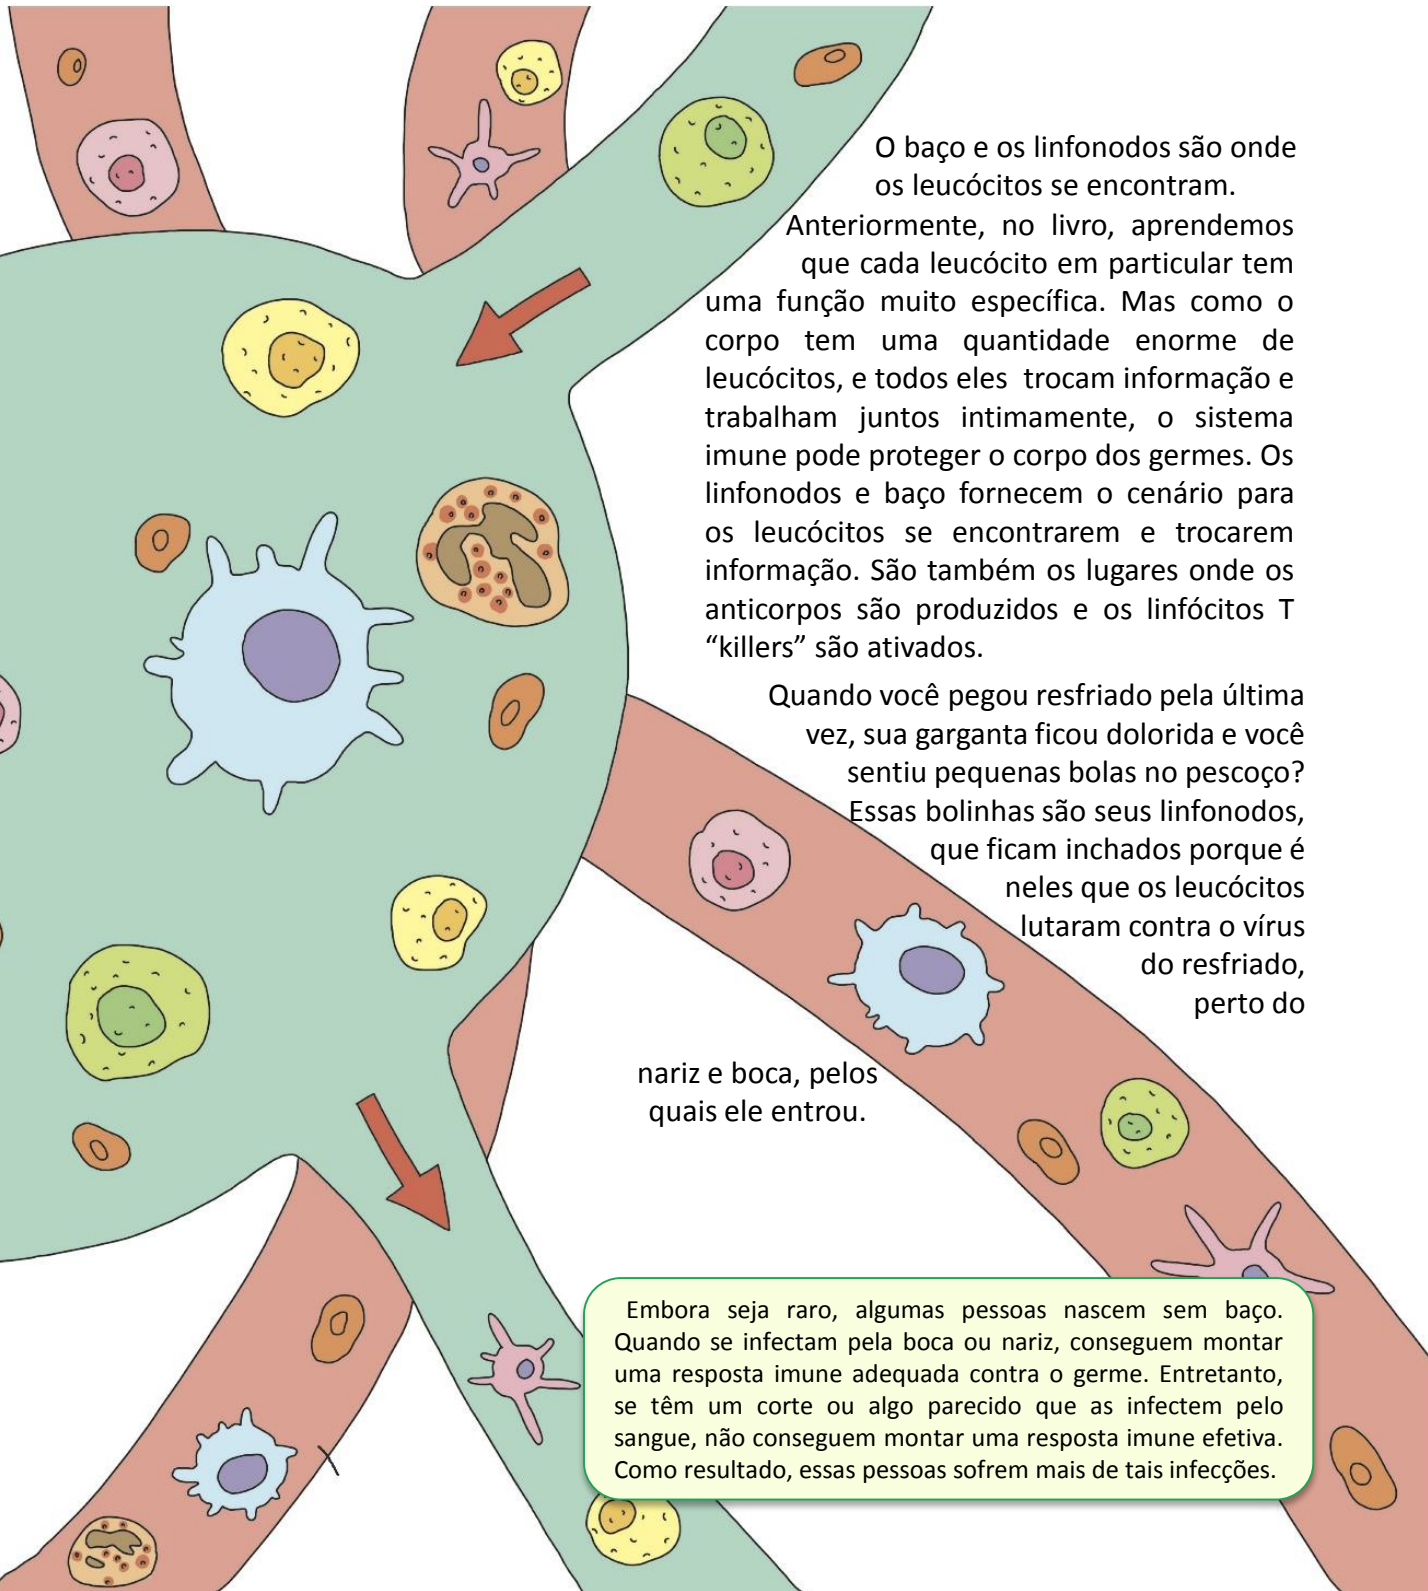 O baço e os linfonodos são onde
os leucócitos se encontram.
Anteriormente, no livro, aprendemos
que cada leucócito em particular tem
uma função muito específica. Mas como o
corpo tem uma quantidade enorme de
leucócitos, e todos eles trocam informação e
trabalham juntos intimamente, o sistema
imune pode proteger o corpo dos germes. Os
linfonodos e baço fornecem o cenário para
os leucócitos se encontrarem e trocarem
informação. São também os lugares onde os
anticorpos são produzidos e os linfócitos T
“killers” são ativados.
Quando você pegou resfriado pela última
vez, sua garganta ficou dolorida e você
sentiu pequenas bolas no pescoço?
Essas bolinhas são seus linfonodos,
que ficam inchados porque é
neles que os leucócitos
lutaram contra o vírus
do resfriado,
perto do
nariz e boca, pelos
quais ele entrou.
Embora seja raro, algumas pessoas nascem sem baço.
Quando se infectam pela boca ou nariz, conseguem montar
uma resposta imune adequada contra o germe. Entretanto,
se têm um corte ou algo parecido que as infectem pelo
sangue, não conseguem montar uma resposta imune efetiva.
Como resultado, essas pessoas sofrem mais de tais infecções.